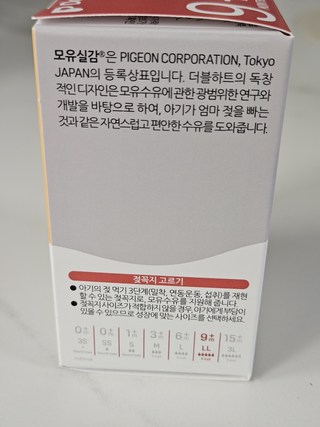 모유실감®은 PIGEON CORPORATION, Tokyo
JAPAN의 등록상표입니다. 더블하트의 독창
적인 디자인은 모유수유에 관한 광범위한 연구와
개발을 바탕으로 하여, 아기가 엄마 젖을 빠는
것과 같은 자연스럽고 편안한 수유를 도와줍니다.
젖꼭지 고르기
● 아기의 젖 먹기 3단계(밀착, 연동운동, 섭취)를 재현
할 수 있는 젖꼭지로, 모유수유를 지원해 줍니다.
● 젖꼭지 사이즈가 적합하지 않을 경우, 아기에게 부담이
있을 수 있으므로 성장에 맞는 사이즈를 선택하세요.
0+ 0+ 1+ 3+ 6+ 9+ 15+
3S SS S M L LL 3L